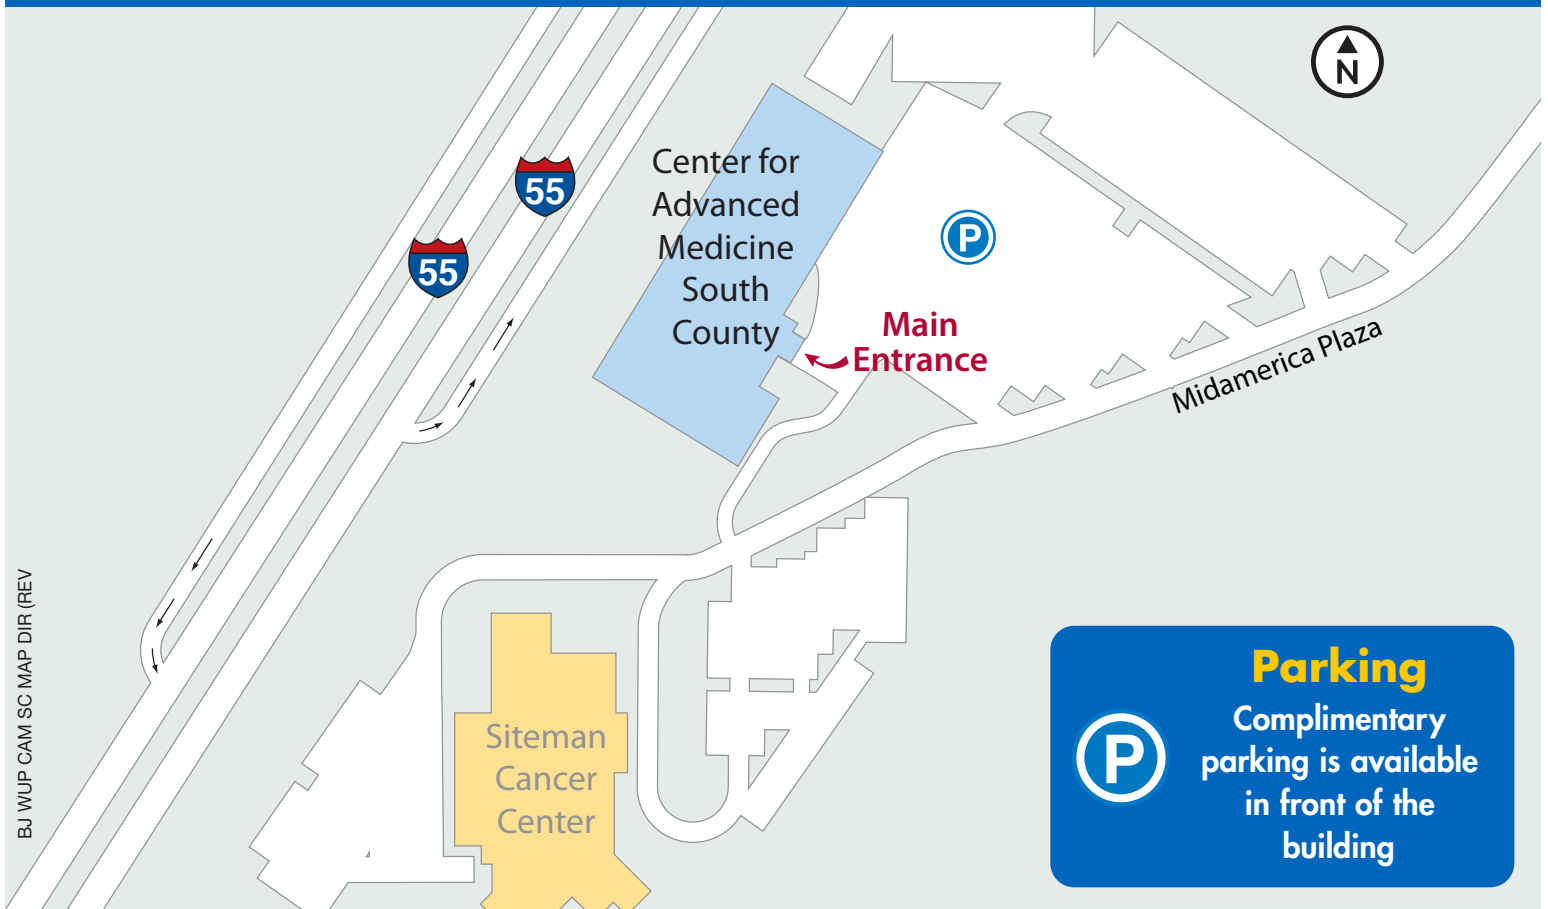 N
55
55
Center for
Advanced
Medicine
South
County
P
Main
Entrance
Midamerica Plaza
Siteman
Cancer
Center
BJ WUP CAM SC MAP DIR (REV
Parking
P
Complimentary
parking is available
in front of the
building